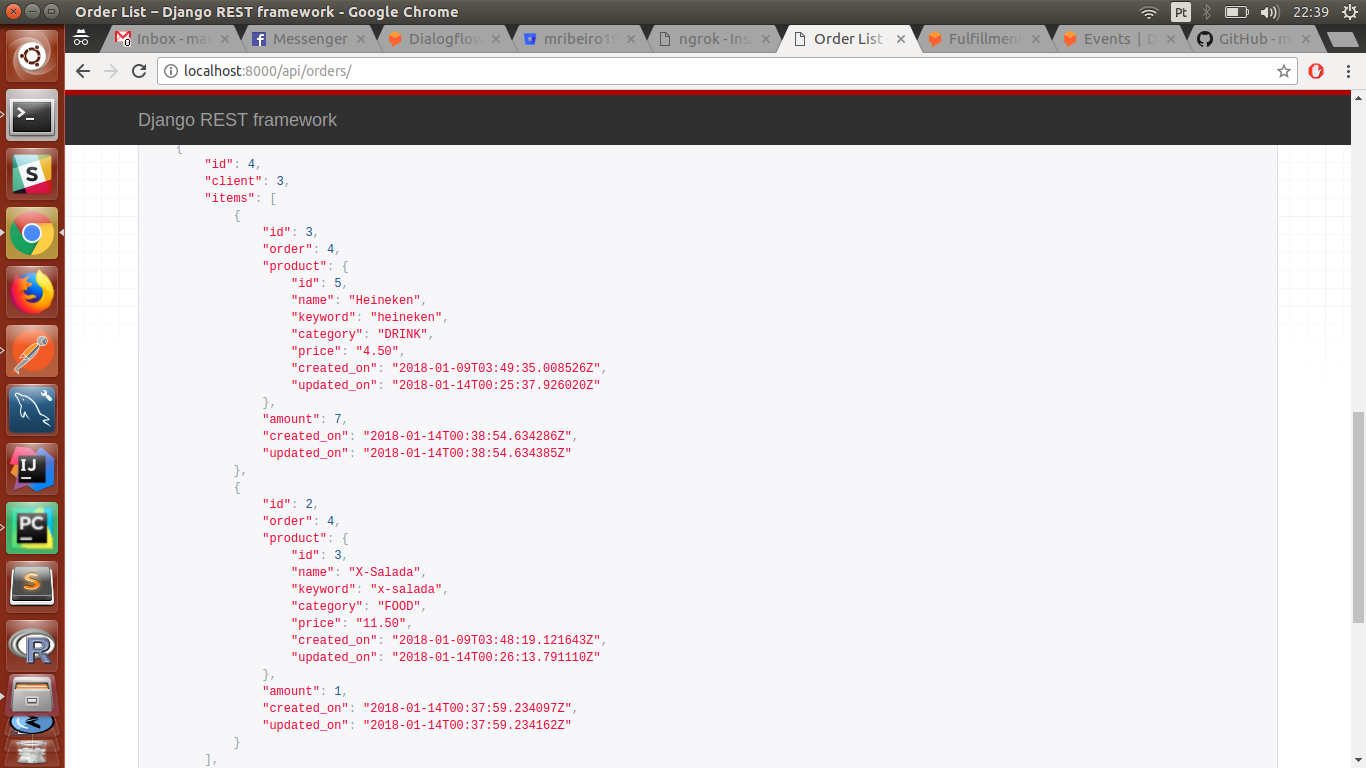 Order List – Django REST framework - Google Chrome
Pt
22:39
Inbox - ma
Messenger
Dialogflow
mribeiro19
ngrok - Ins
Order List
Fulfillment
Events | D
GitHub - m
localhost:8000/api/orders/
Django REST framework
{
"id": 4,
"client": 3,
"items": [
{
"id": 3,
"order": 4,
"product": {
"id": 5,
"name": "Heineken",
"keyword": "heineken",
"category": "DRINK",
"price": "4.50",
"created_on": "2018-01-09T03:49:35.008526Z",
"updated_on": "2018-01-14T00:25:37.926020Z"
},
"amount": 7,
"created_on": "2018-01-14T00:38:54.634286Z",
"updated_on": "2018-01-14T00:38:54.634385Z"
},
{
"id": 2,
"order": 4,
"product": {
"id": 3,
"name": "X-Salada",
"keyword": "x-salada",
"category": "FOOD",
"price": "11.50",
"created_on": "2018-01-09T03:48:19.121643Z",
"updated_on": "2018-01-14T00:26:13.791110Z"
},
"amount": 1,
"created_on": "2018-01-14T00:37:59.234097Z",
"updated_on": "2018-01-14T00:37:59.234162Z"
}
],
>_
S
IJ
PC
S
R